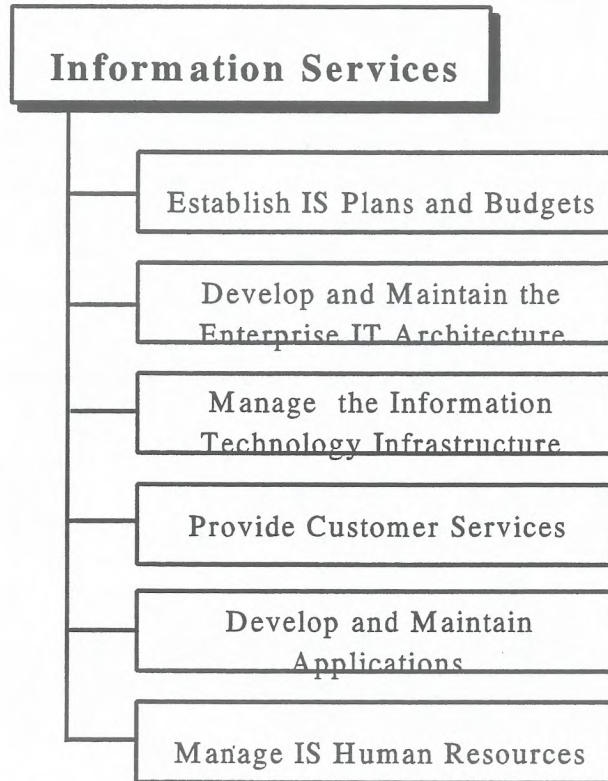 Information Services
Establish IS Plans and Budgets
Develop and Maintain the
Enterprise IT Architecture
Manage the Information
Technology Infrastructure
Provide Customer Services
Develop and Maintain
Applications
Manage IS Human Resources